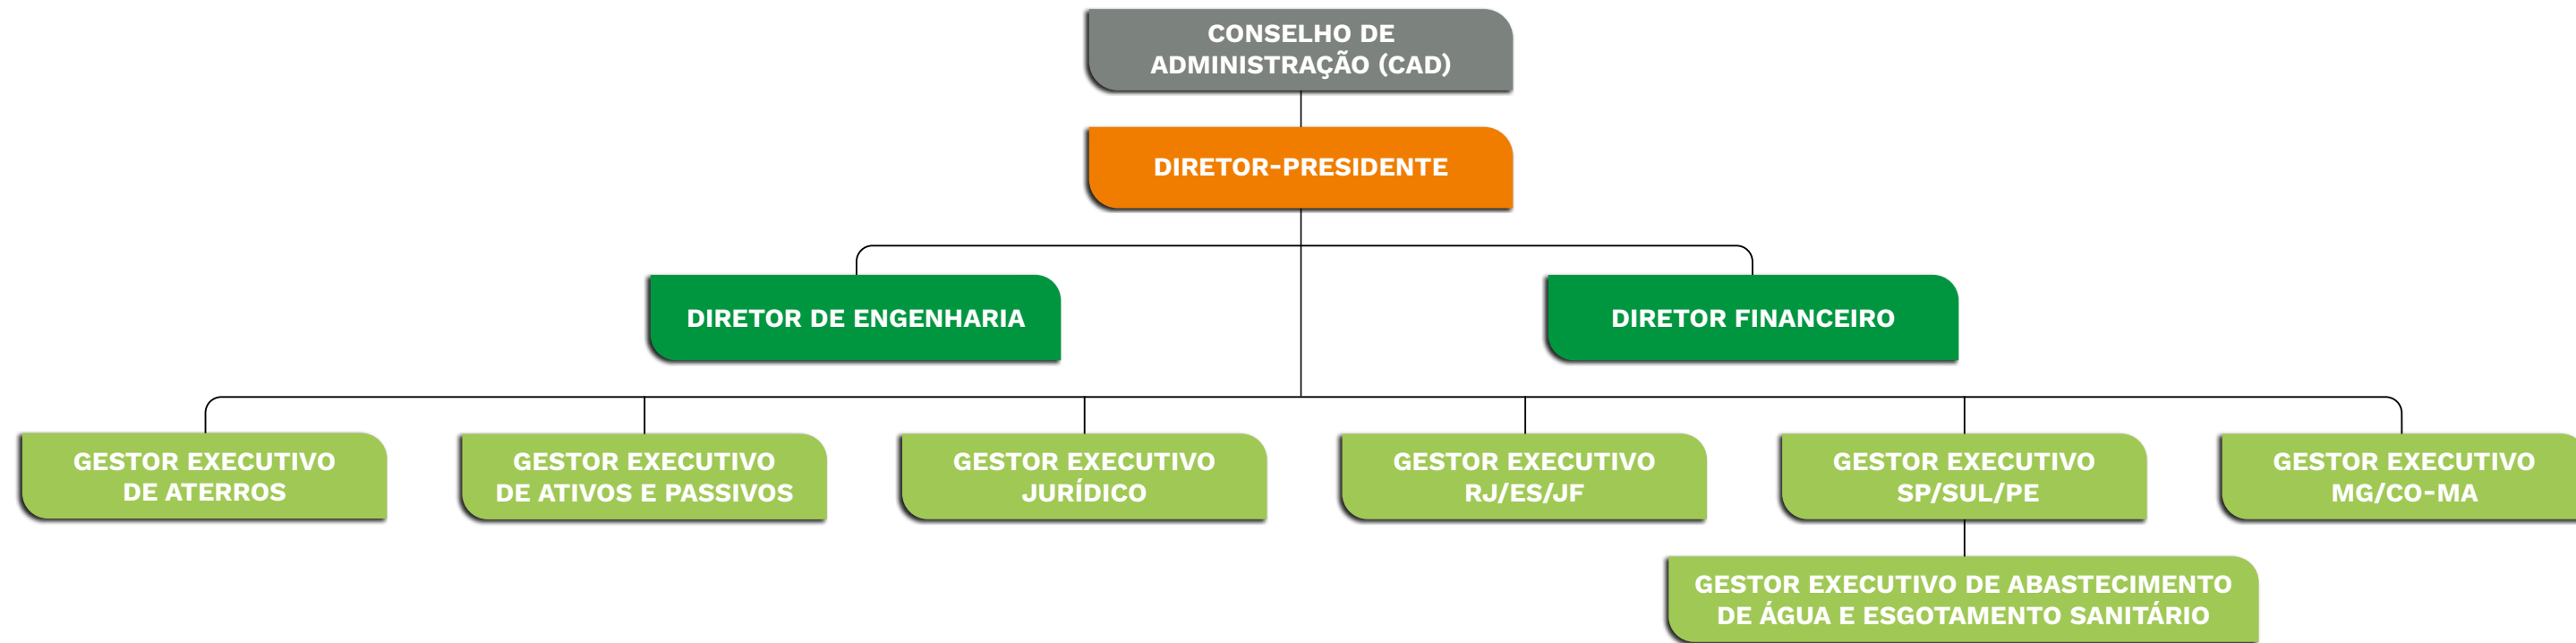 CONSELHO DE
ADMINISTRAÇÃO (CAD)
DIRETOR-PRESIDENTE
DIRETOR DE ENGENHARIA
DIRETOR FINANCEIRO
GESTOR EXECUTIVO
DE ATERROS
GESTOR EXECUTIVO
DE ATIVOS E PASSIVOS
GESTOR EXECUTIVO
JURÍDICO
GESTOR EXECUTIVO
RJ/ES/JF
GESTOR EXECUTIVO
SP/SUL/PE
GESTOR EXECUTIVO
MG/CO-MA
GESTOR EXECUTIVO DE ABASTECIMENTO
DE ÁGUA E ESGOTAMENTO SANITÁRIO